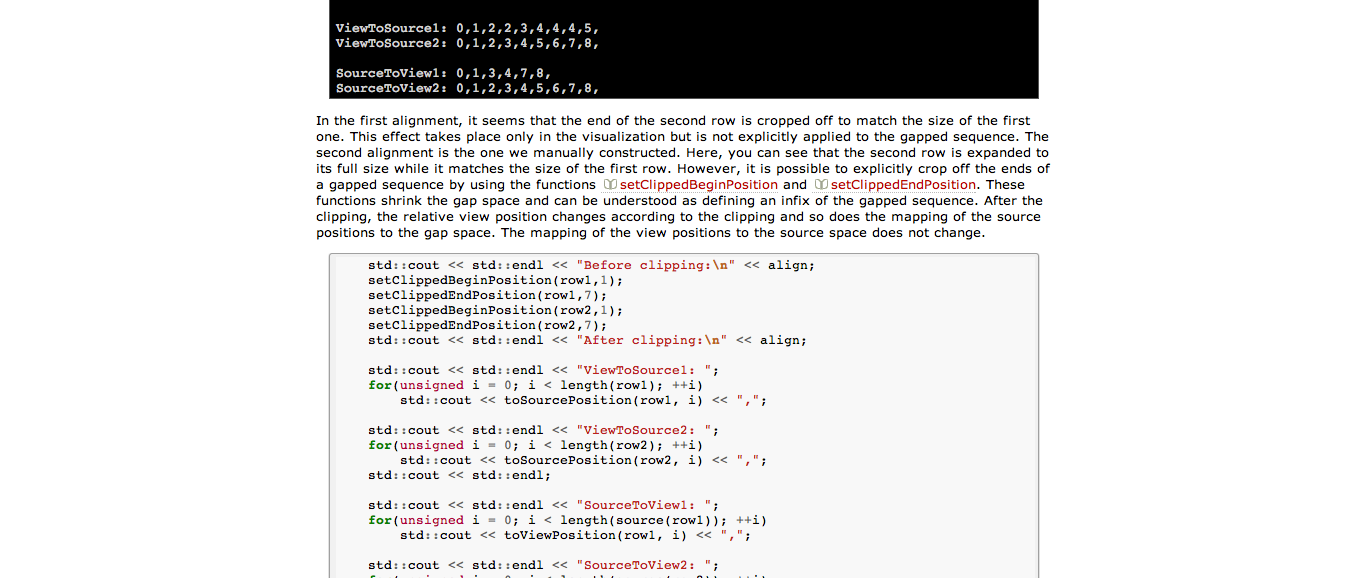 ViewToSource1: 0,1,2,2,3,4,4,4,5,
ViewToSource2: 0,1,2,3,4,5,6,7,8,
SourceToView1: 0,1,3,4,7,8,
SourceToView2: 0,1,2,3,4,5,6,7,8,
In the first alignment, it seems that the end of the second row is cropped off to match the size of the first
one. This effect takes place only in the visualization but is not explicitly applied to the gapped sequence. The
second alignment is the one we manually constructed. Here, you can see that the second row is expanded to
its full size while it matches the size of the first row. However, it is possible to explicitly crop off the ends of
a gapped sequence by using the functions setClippedBeginPosition and setClippedEndPosition. These
functions shrink the gap space and can be understood as defining an infix of the gapped sequence. After the
clipping, the relative view position changes according to the clipping and so does the mapping of the source
positions to the gap space. The mapping of the view positions to the source space does not change.
std::cout << std::endl << "Before clipping:\n" << align;
setClippedBeginPosition(row1,1);
setClippedEndPosition(row1,7);
setClippedBeginPosition(row2,1);
setClippedEndPosition(row2,7);
std::cout << std::endl << "After clipping:\n" << align;
std::cout << std::endl << "ViewToSource1: ";
for(unsigned i = 0; i < length(row1); ++i)
std::cout << toSourcePosition(row1, i) << ",";
std::cout << std::endl << "ViewToSource2: ";
for(unsigned i = 0; i < length(row2); ++i)
std::cout << toSourcePosition(row2, i) << ",";
std::cout << std::endl;
std::cout << std::endl << "SourceToView1: ";
for(unsigned i = 0; i < length(source(row1)); ++i)
std::cout << toViewPosition(row1, i) << ",";
std::cout << std::endl << "SourceToView2: ";